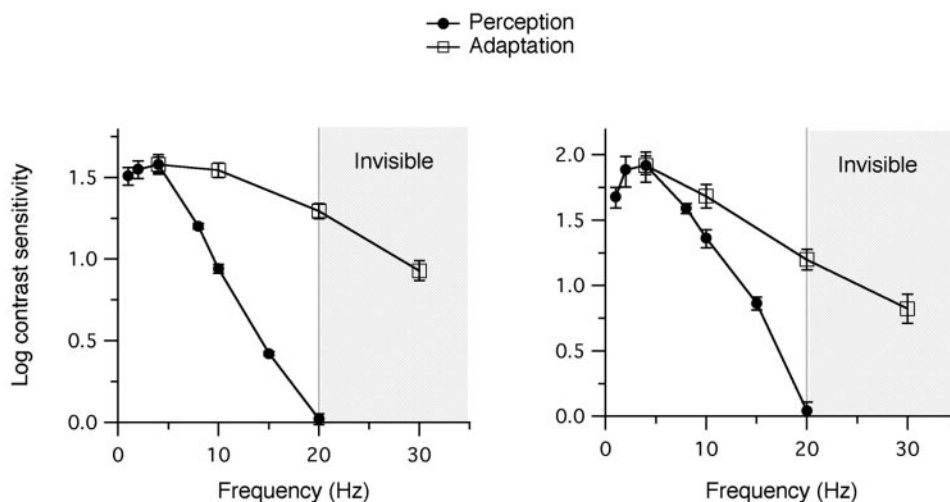 Perception
Adaptation
Log contrast sensitivity
1.5
1.0
0.5
0.0
Invisible
0
10
20
30
Frequency (Hz)
2.0
1.5
1.0
0.5
0.0
Invisible
0
10
20
30
Frequency (Hz)